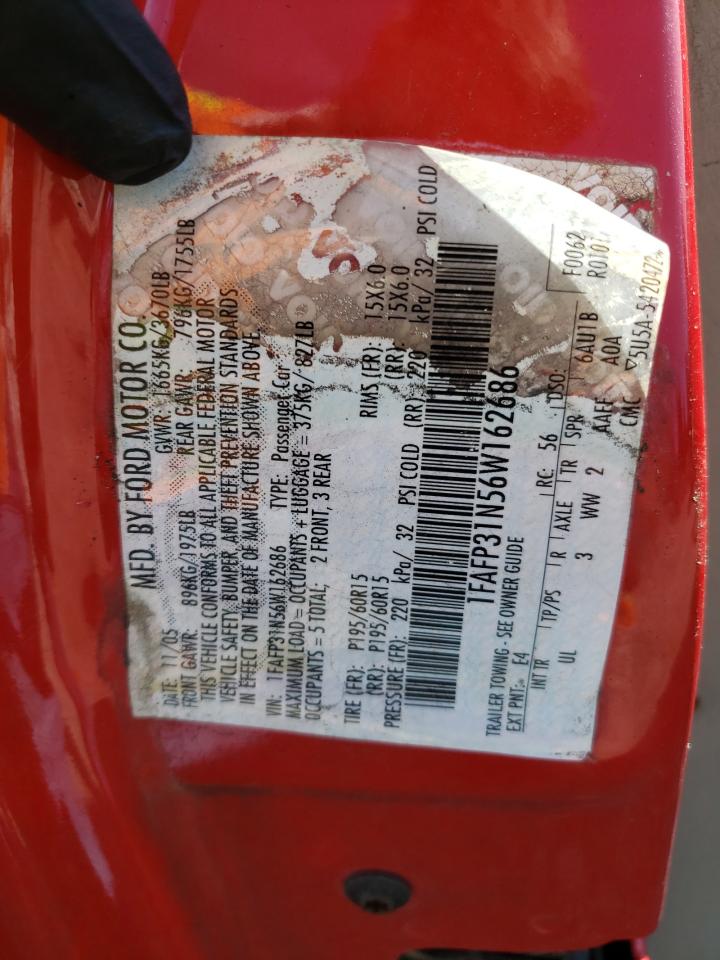 MFD. BY FORD MOTOR CO.
DATE: 11/05 GVWR: 1665KG/3670LB
FRONT GAWR: 896KG/1975LB REAR GAWR: 796KG/1755LB
THIS VEHICLE CONFORMS TO ALL APPLICABLE FEDERAL MOTOR
VEHICLE SAFETY, BUMPER, AND THEFT PREVENTION STANDARDS
IN EFFECT ON THE DATE OF MANUFACTURE SHOWN ABOVE.
VIN: 1FAFP31N56W162686 TYPE: Passenger Car
MAXIMUM LOAD = OCCUPANTS + LUGGAGE = 375KG/ 827LB
OCCUPANTS = 5 TOTAL; 2 FRONT, 3 REAR
TIRE (FR): P195/60R15 RIMS (FR): 15X6.0
(RR): P195/60R15 (RR): 15X6.0
PRESSURE (FR): 220 kPa/ 32 PSI COLD (RR) 220 kPa/ 32 PSI COLD
1FAFP31N56W162686
TRAILER TOWING - SEE OWNER GUIDE
EXT PNT: E4 RC: 56 DSO: F0062
INT TR TP/PS R AXLE TR SPR 6AU1B
UL 3 WW 2 AAFF AOA
CMC 5U5A-5420472